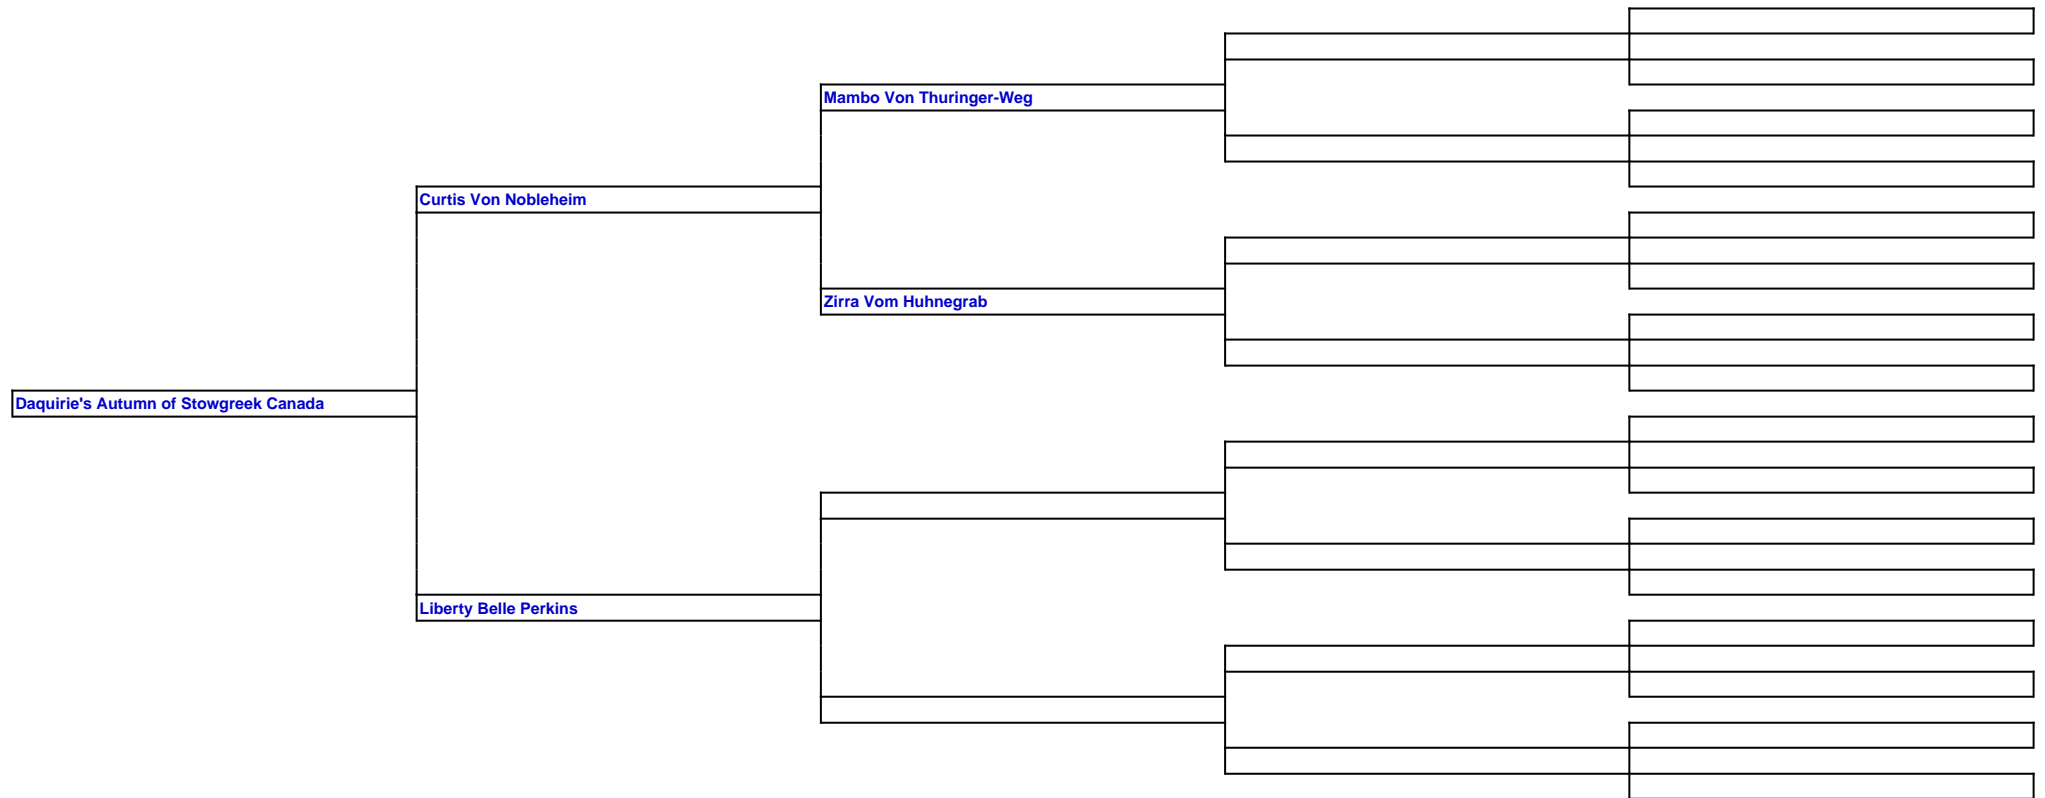 Mambo Von Thuringer-Weg
Curtis Von Nobleheim
Zirra Vom Huhnegrab
Daquirie's Autumn of Stowgreek Canada
Liberty Belle Perkins